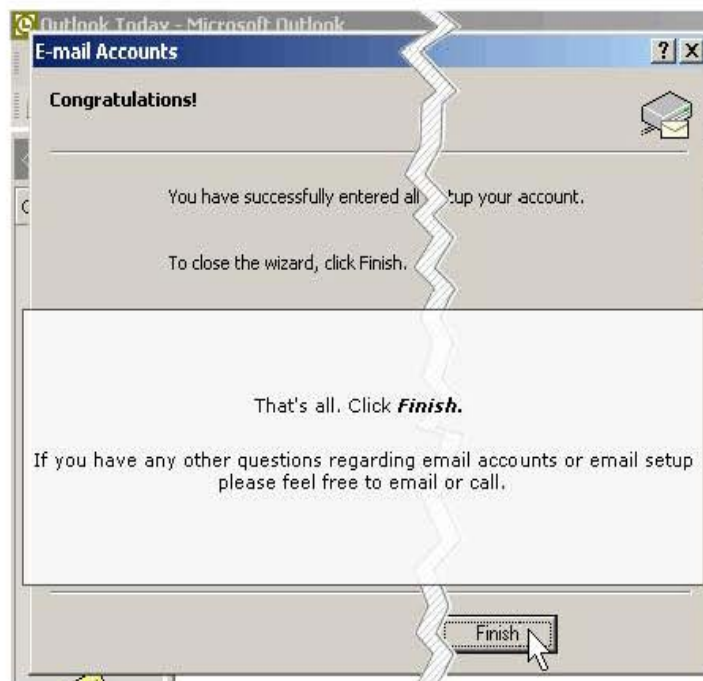 Outlook Today - Microsoft Outlook
E-mail Accounts
Congratulations!
You have successfully entered all tup your account.
To close the wizard, click Finish.
That's all. Click Finish.
If you have any other questions regarding email accounts or email setup
please feel free to email or call.
Finish